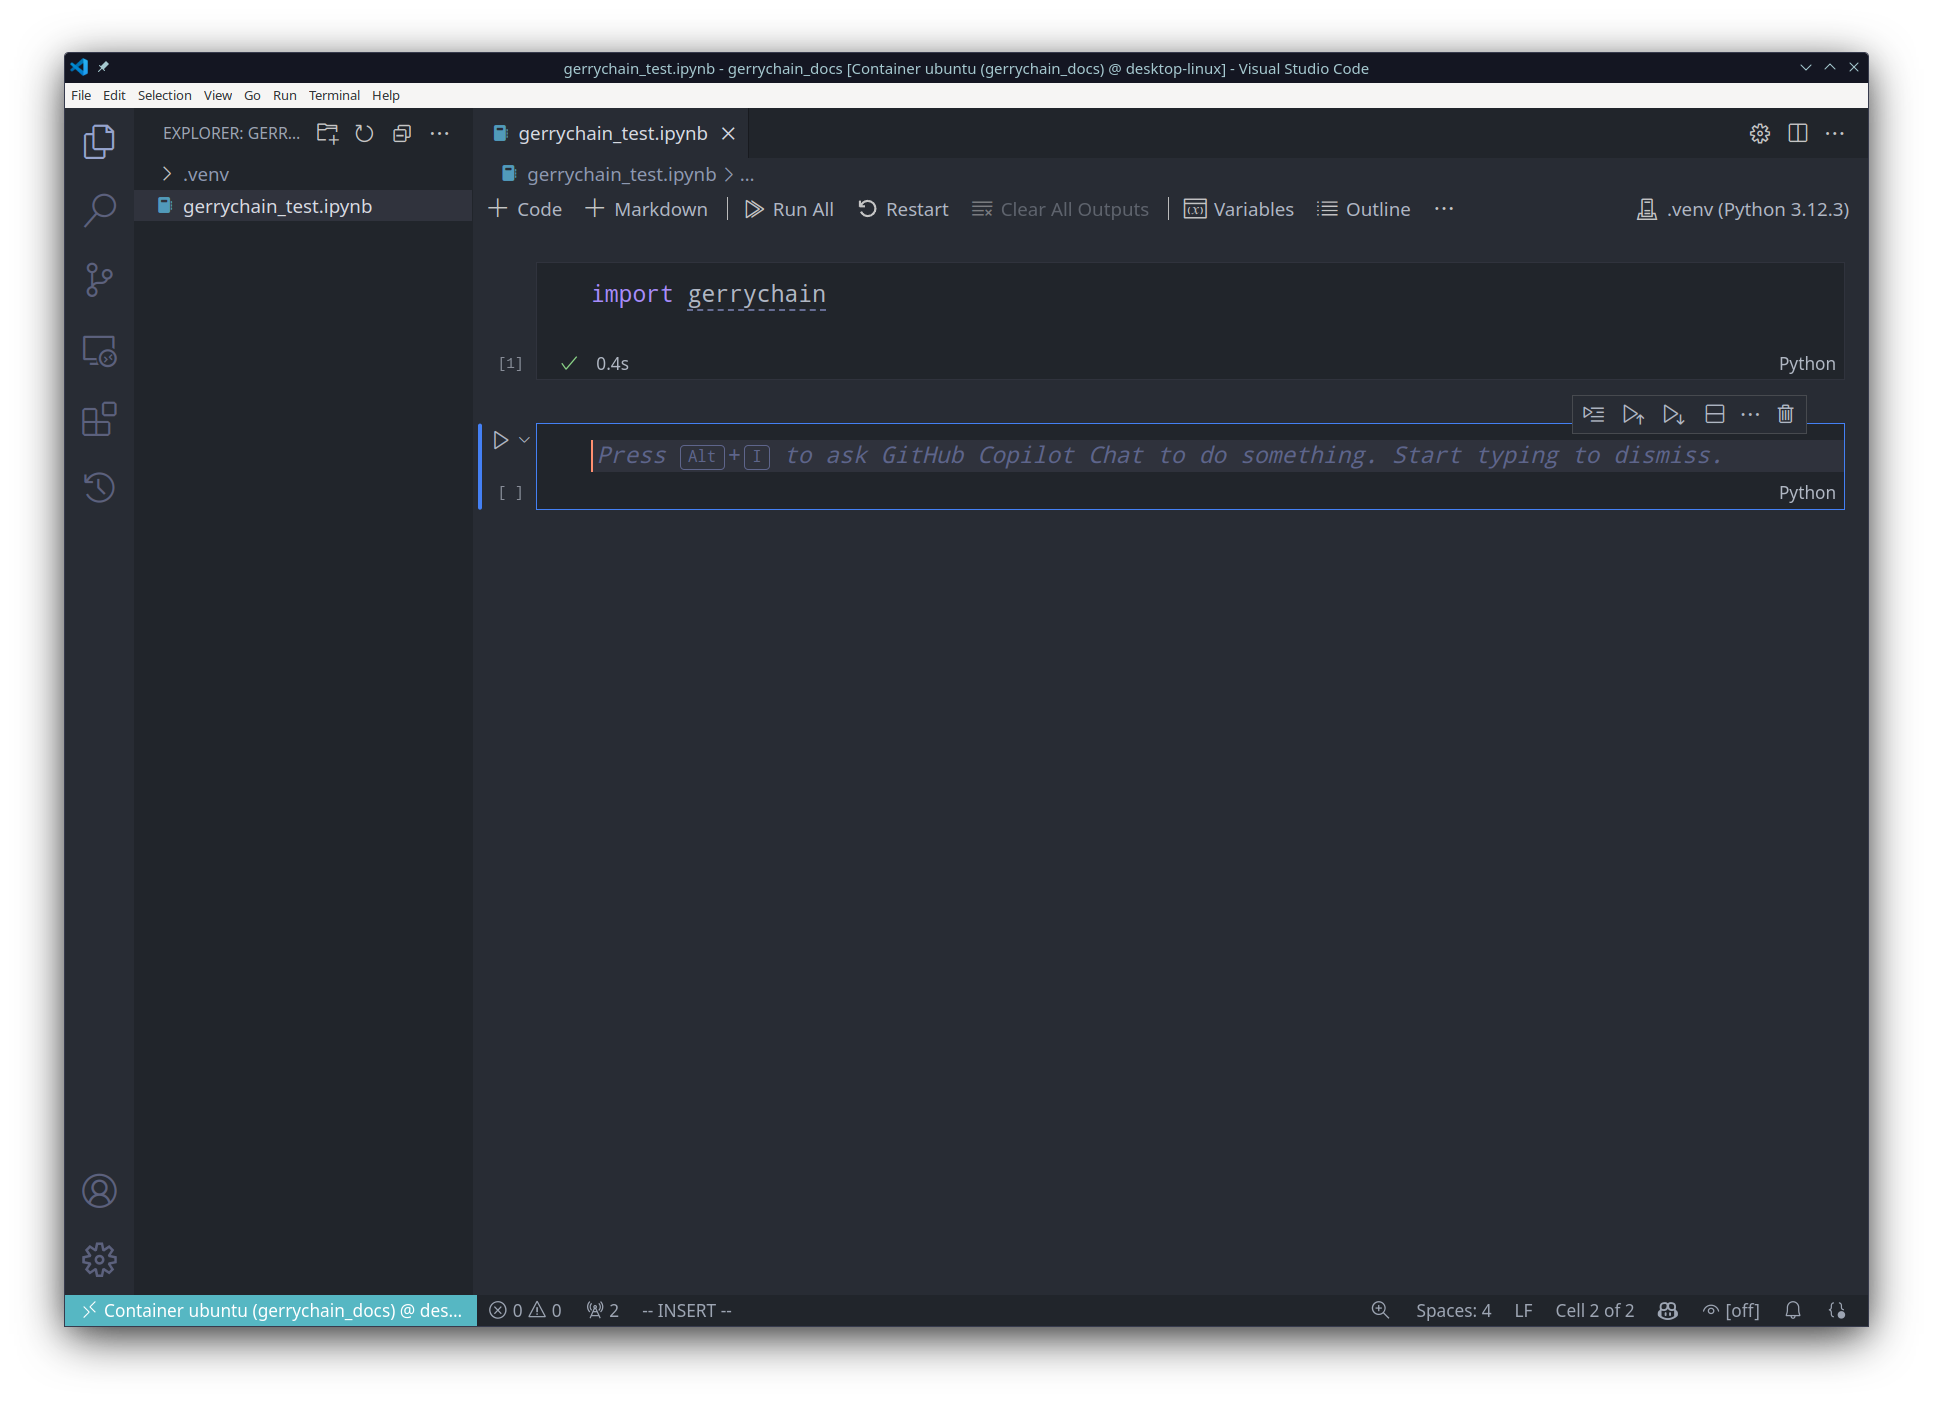 gerrychain_test.ipynb - gerrychain_docs [Container ubuntu (gerrychain_docs) @ desktop-linux] - Visual Studio Code
File Edit Selection View Go Run Terminal Help
EXPLORER: GERR...
.venv
gerrychain_test.ipynb
gerrychain_test.ipynb
gerrychain_test.ipynb > ...
Code Markdown Run All Restart Clear All Outputs Variables Outline ... .venv (Python 3.12.3)
import gerrychain
[1] 0.4s Python
Press Alt+I to ask GitHub Copilot Chat to do something. Start typing to dismiss.
[ ] Python
Container ubuntu (gerrychain_docs) @ des... 0 0 2 -- INSERT -- Spaces: 4 LF Cell 2 of 2 [off]